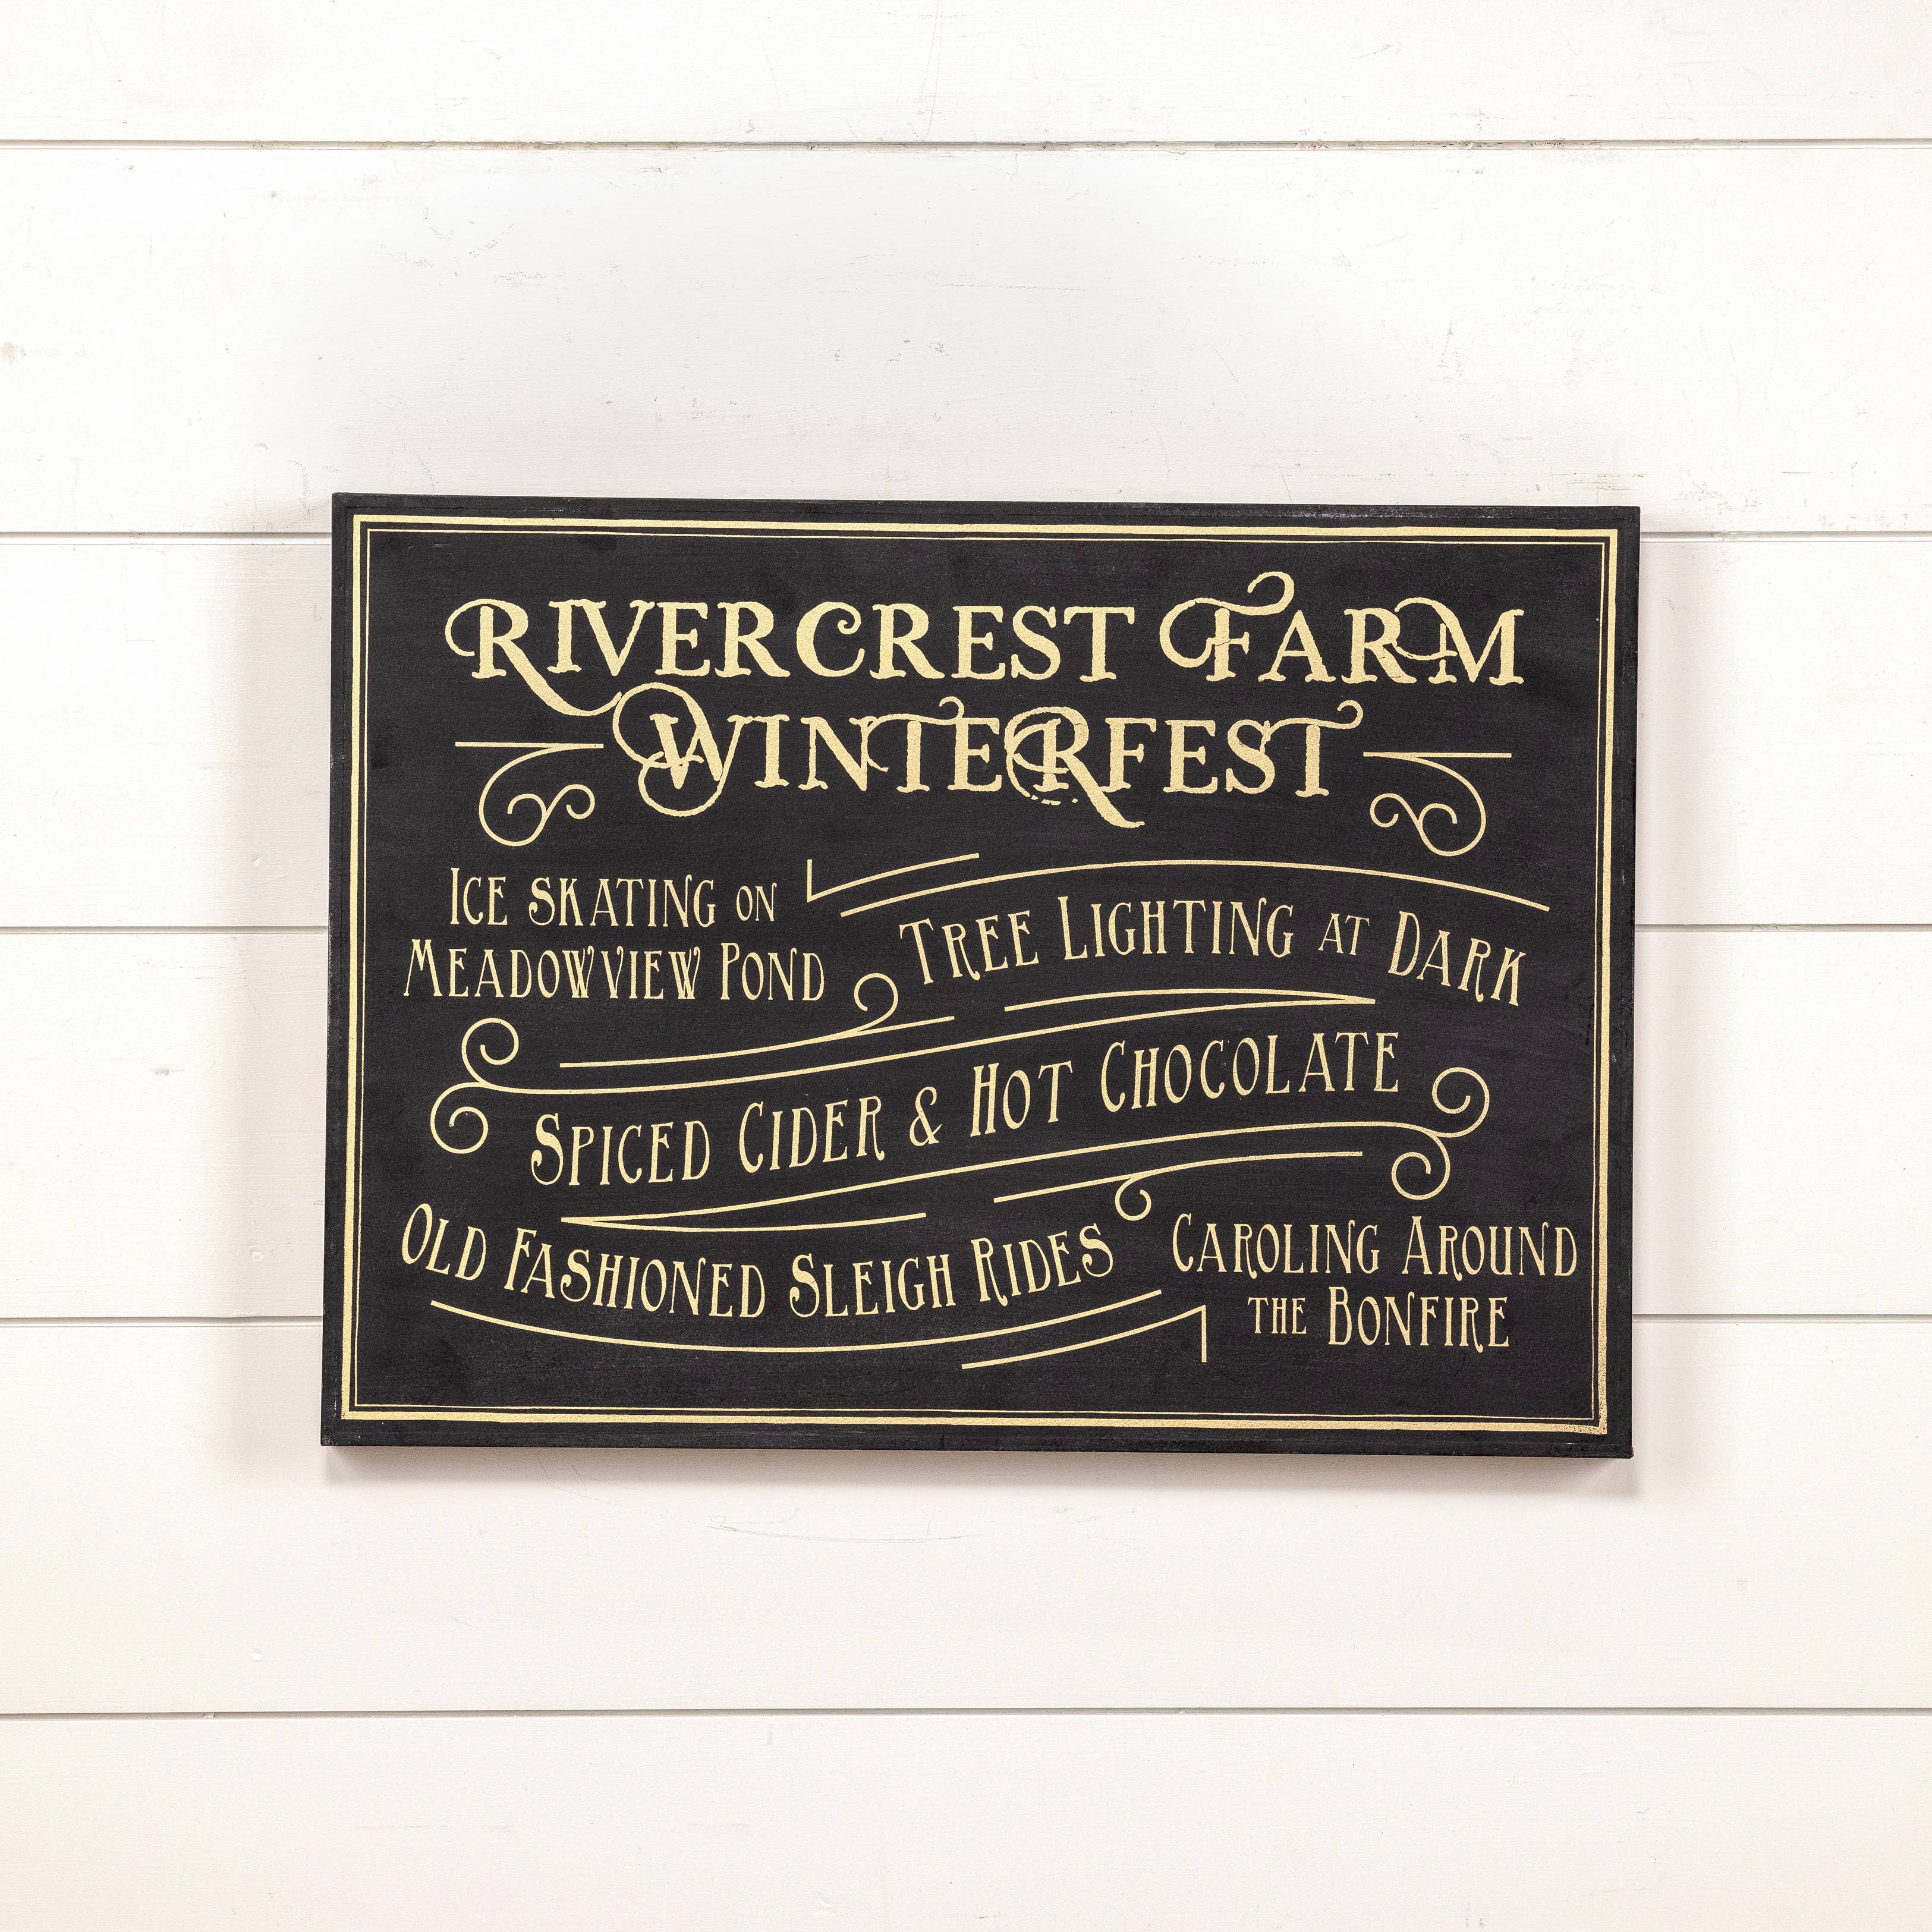 Rivercrest Farm
Winterfest
Ice skating on
Meadowview Pond
Tree Lighting at Dark
Spiced Cider & Hot Chocolate
Old Fashioned Sleigh Rides
Caroling Around
the Bonfire